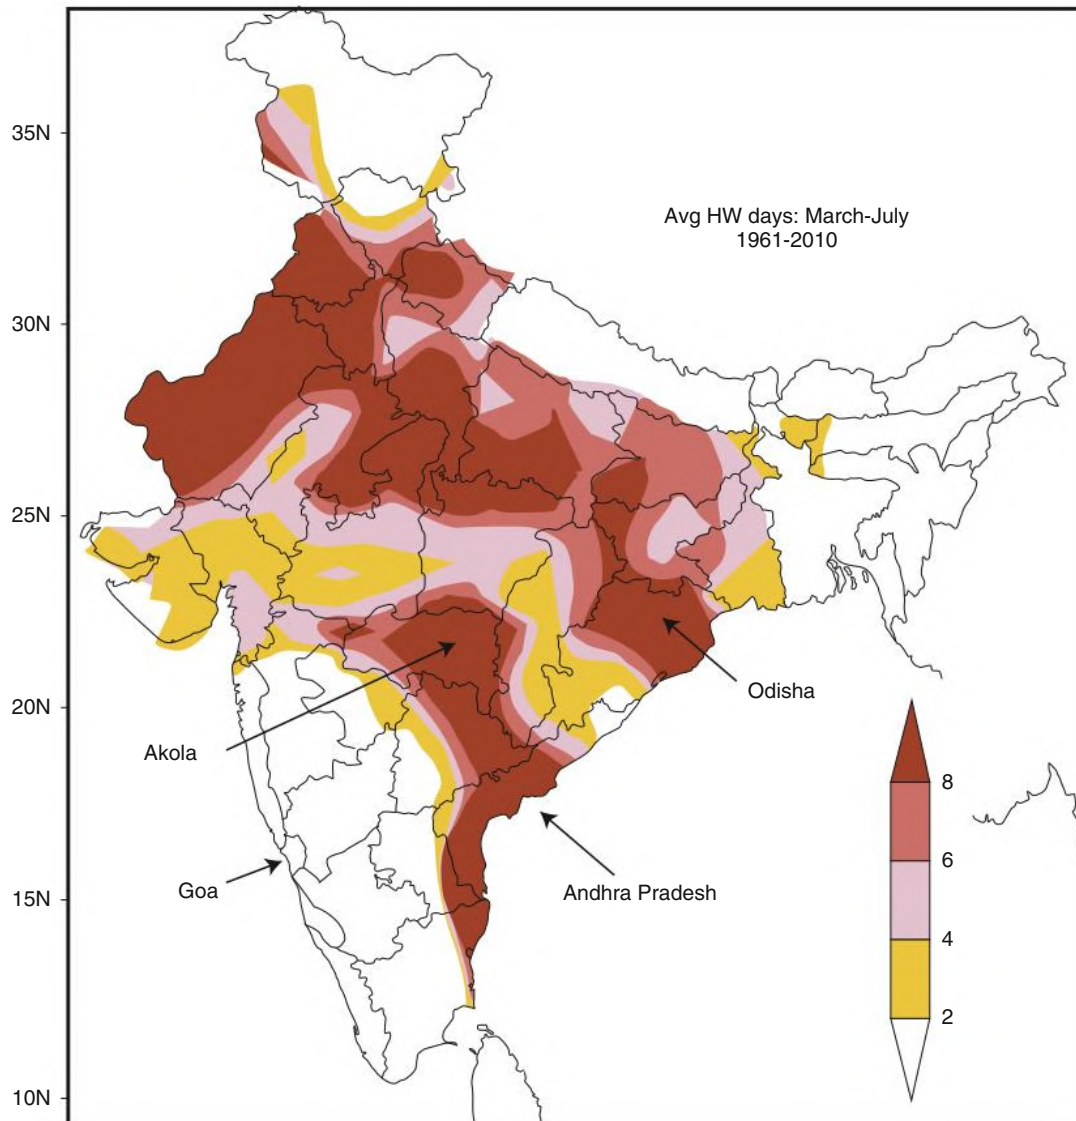 35N
Avg HW days: March-July
1961-2010
30N
25N
20N
Odisha
Akola
8
6
Goa
15N
Andhra Pradesh
4
2
10N